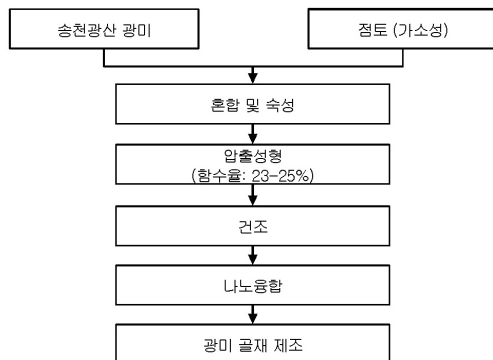 송천광산 광미
점토 (가소성)
혼합 및 숙성
압출성형
(함수율: 23-25%)
건조
나노융합
광미 골재 제조